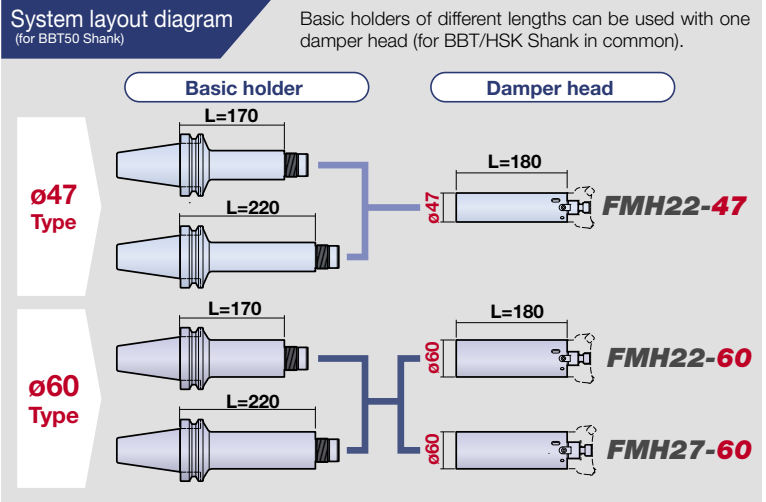 System layout diagram
(for BBT50 Shank)
Basic holders of different lengths can be used with one
damper head (for BBT/HSK Shank in common).
Basic holder
Damper head
ø47
Type
L=170
L=220
L=180
ø47
FMH22-47
ø60
Type
L=170
L=220
L=180
ø60
FMH22-60
ø60
FMH27-60